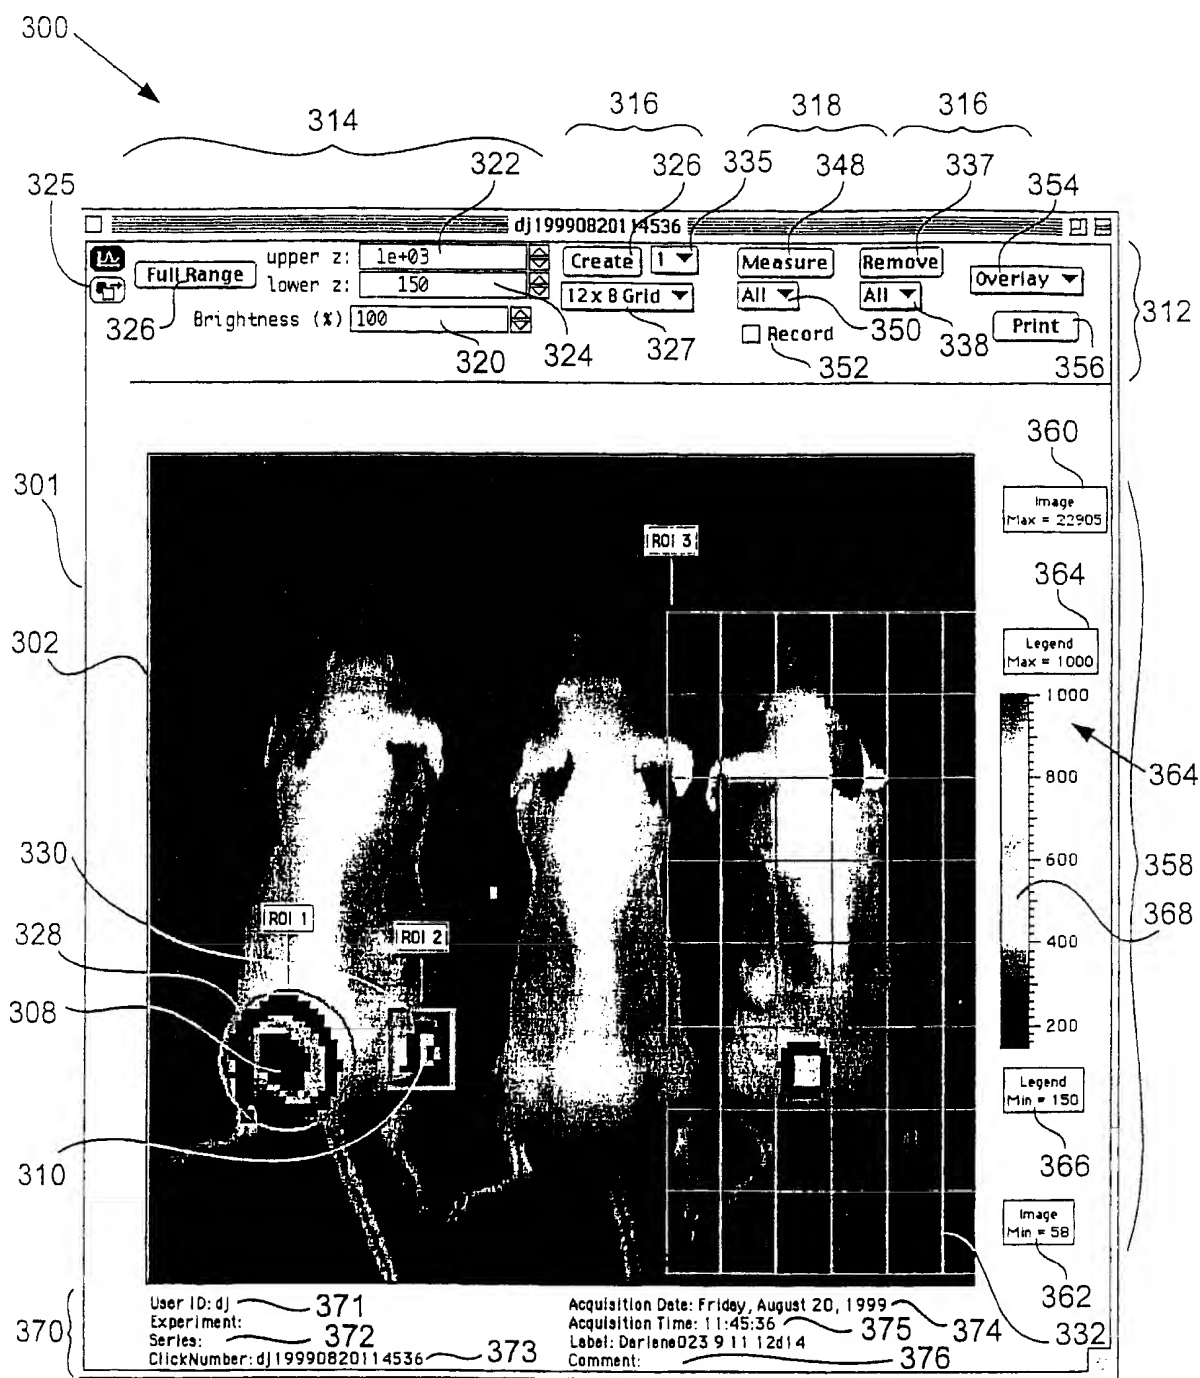 300
314
316
318
316
322
326
335
348
337
354
325
dj19990820114536
Full Range
upper z: 1e+03
lower z: 150
Create
1
Measure
Remove
Overlay
12 x 8 Grid
All
All
Brightness (%) 100
Record
Print
312
326
320
324
327
350
352
338
356
360
Image
Max = 22905
301
ROI 3
364
302
Legend
Max = 1000
1000
364
800
330
600
358
ROI 1
368
328
ROI 2
400
308
200
Legend
Min = 150
310
366
Image
Min = 58
362
370
User ID: dj
371
Acquisition Date: Friday, August 20, 1999
374
332
Experiment:
Acquisition Time: 11:45:36
375
Series:
372
Label: Darlene023 9 11 12d14
ClickNumber: dj19990820114536
373
Comment:
376